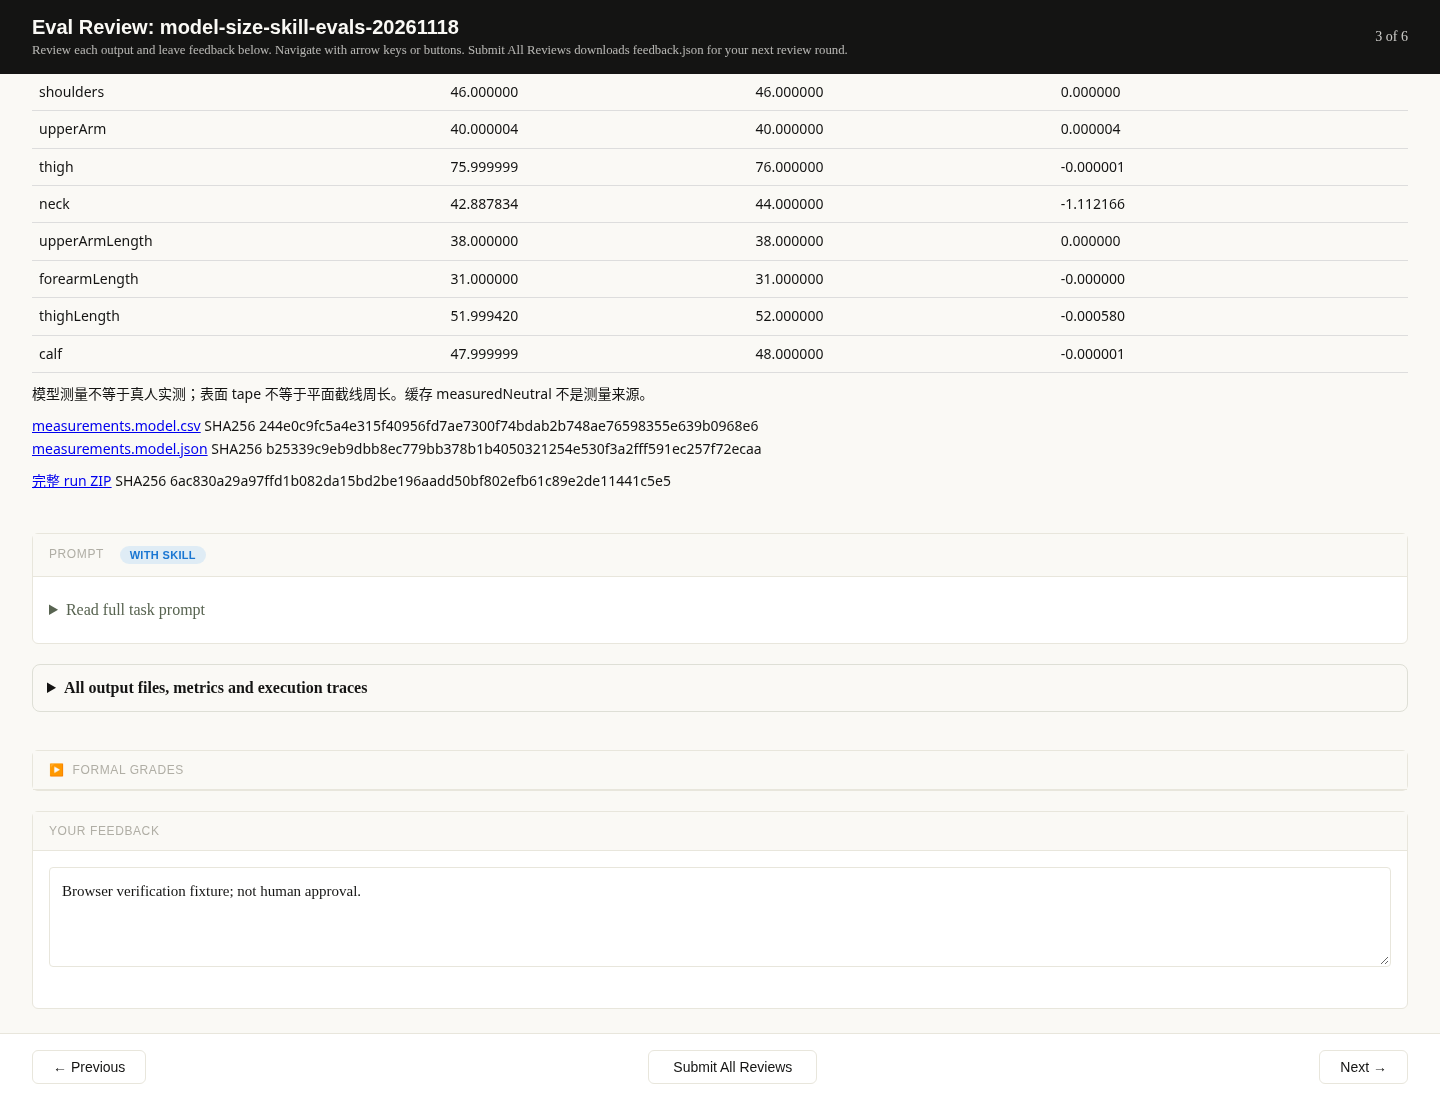 Eval Review: model-size-skill-evals-20261118
Review each output and leave feedback below. Navigate with arrow keys or buttons. Submit All Reviews downloads feedback.json for your next review round.
3 of 6
shoulders 46.000000 46.000000 0.000000
upperArm 40.000004 40.000000 0.000004
thigh 75.999999 76.000000 -0.000001
neck 42.887834 44.000000 -1.112166
upperArmLength 38.000000 38.000000 0.000000
forearmLength 31.000000 31.000000 -0.000000
thighLength 51.999420 52.000000 -0.000580
calf 47.999999 48.000000 -0.000001
模型测量不等于真人实测；表面 tape 不等于平面截线周长。缓存 measuredNeutral 不是测量来源。
measurements.model.csv SHA256 244e0c9fc5a4e315f40956fd7ae7300f74bdab2b748ae76598355e639b0968e6
measurements.model.json SHA256 b25339c9eb9dbb8ec779bb378b1b4050321254e530f3a2fff591ec257f72ecaa
完整 run ZIP SHA256 6ac830a29a97ffd1b082da15bd2be196aadd50bf802efb61c89e2de11441c5e5
PROMPT WITH SKILL
Read full task prompt
All output files, metrics and execution traces
FORMAL GRADES
YOUR FEEDBACK
Browser verification fixture; not human approval.
← Previous
Submit All Reviews
Next →